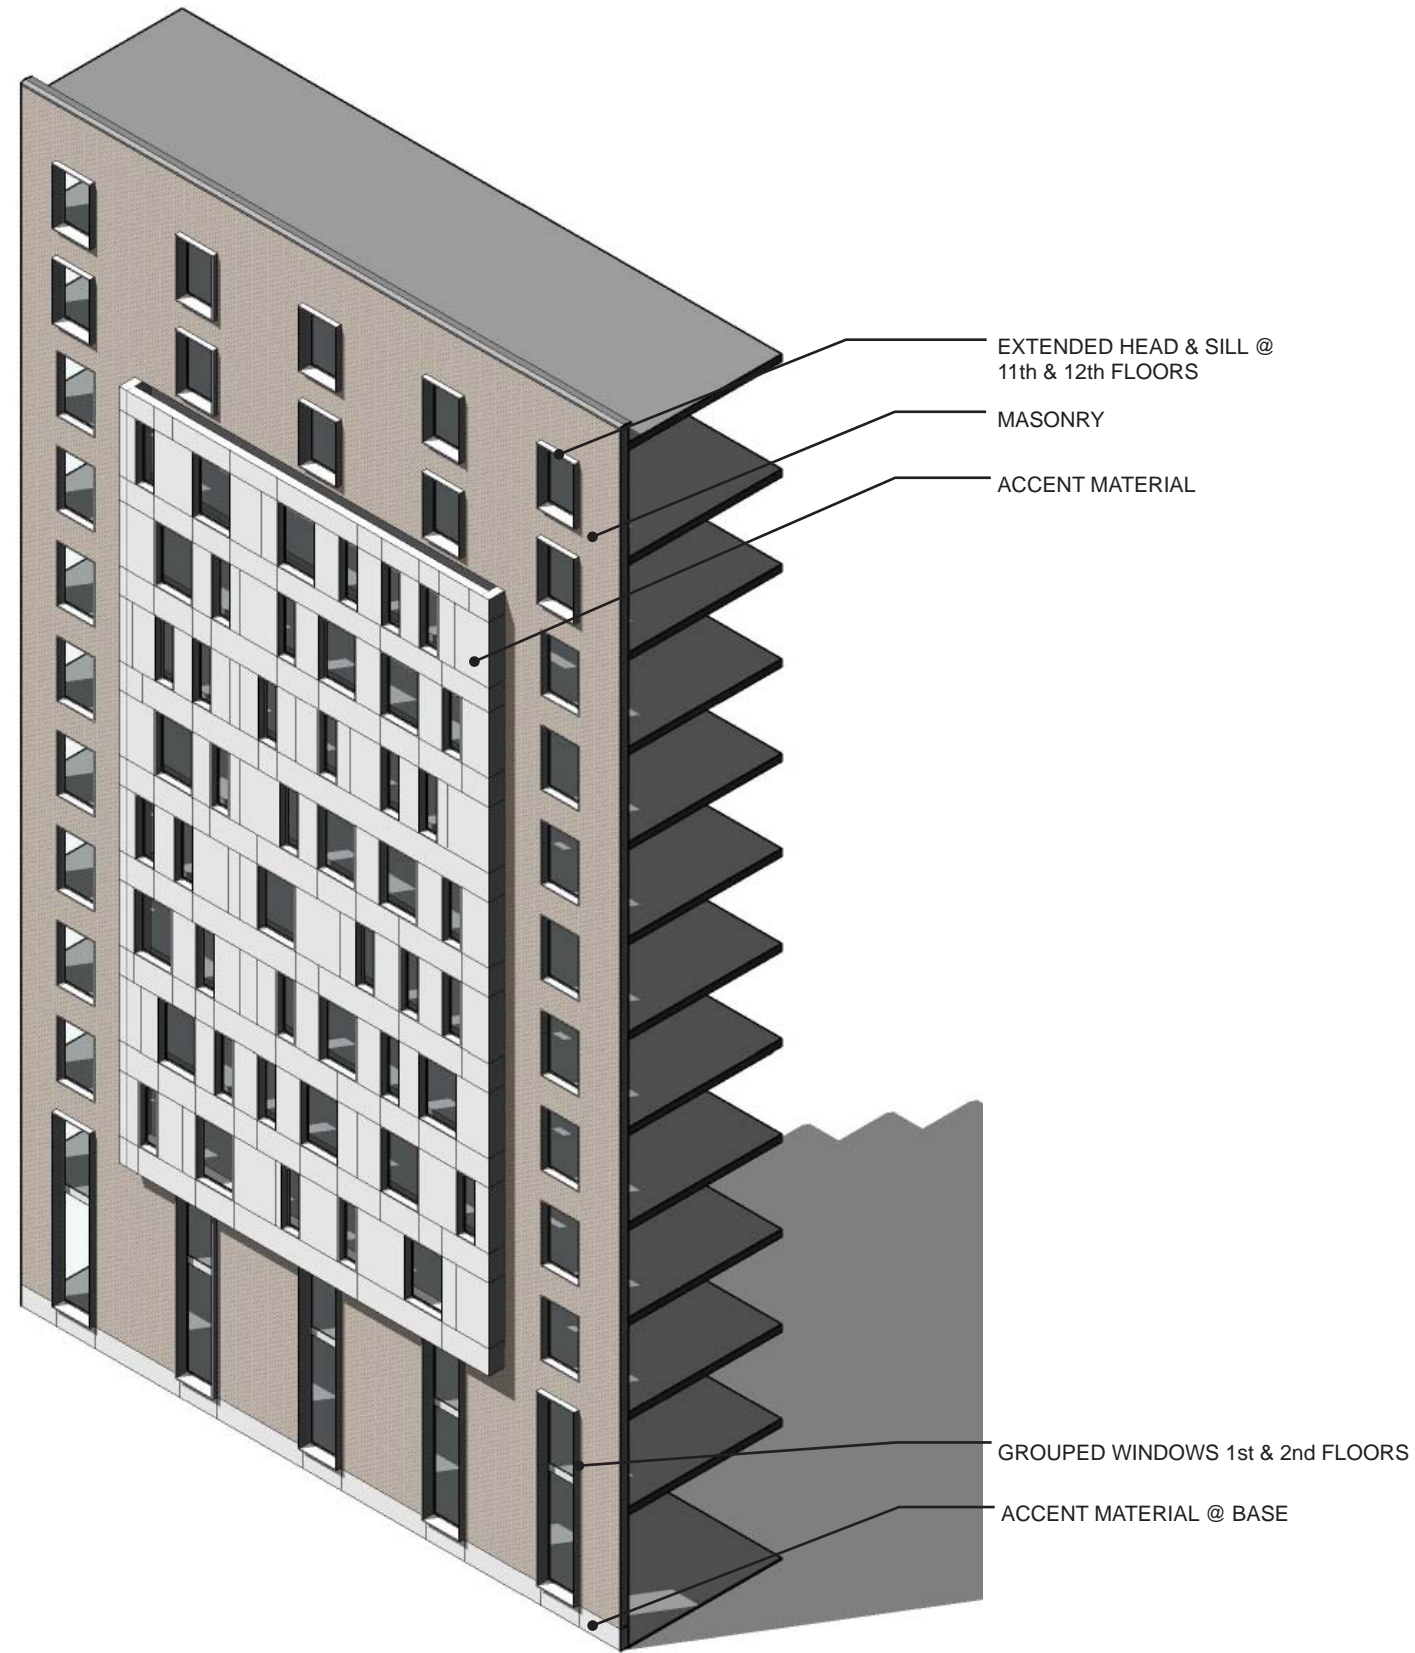 EXTENDED HEAD & SILL @
11th & 12th FLOORS
MASONRY
ACCENT MATERIAL
GROUPED WINDOWS 1st & 2nd FLOORS
ACCENT MATERIAL @ BASE